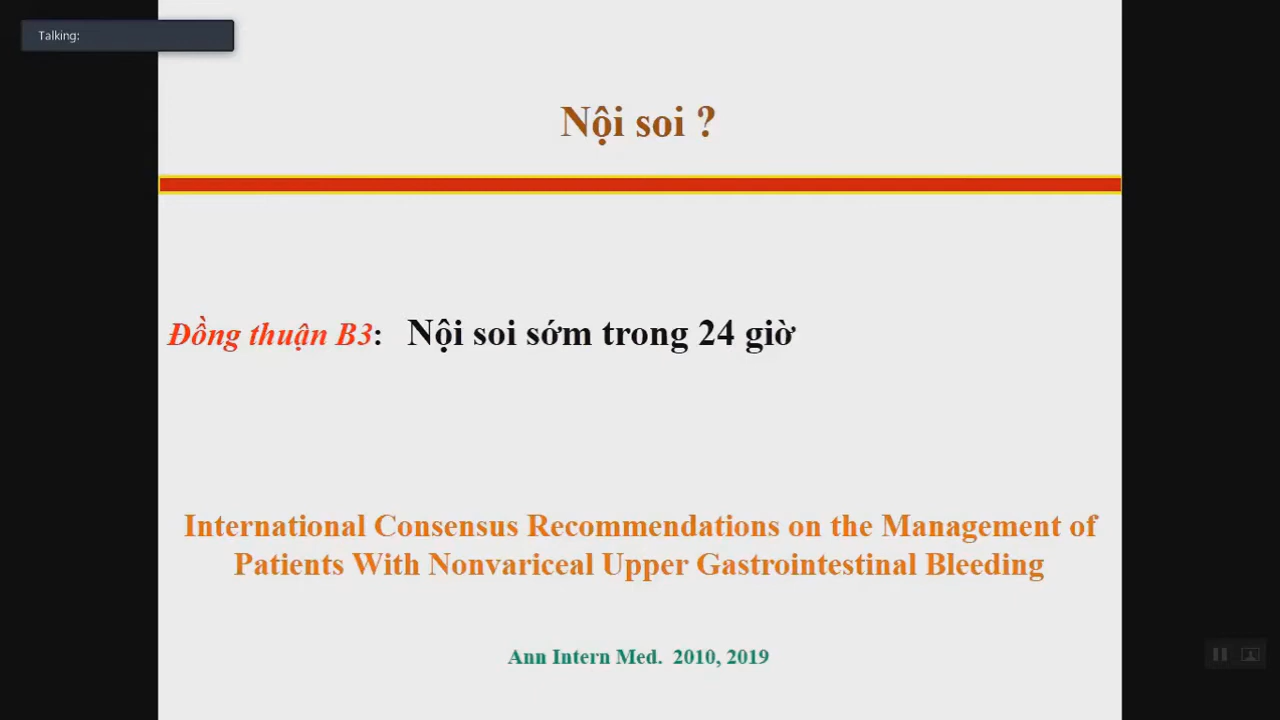 Talking:
Nội soi ?
Đồng thuận B3: Nội soi sớm trong 24 giờ
International Consensus Recommendations on the Management of
Patients With Nonvariceal Upper Gastrointestinal Bleeding
Ann Intern Med. 2010, 2019